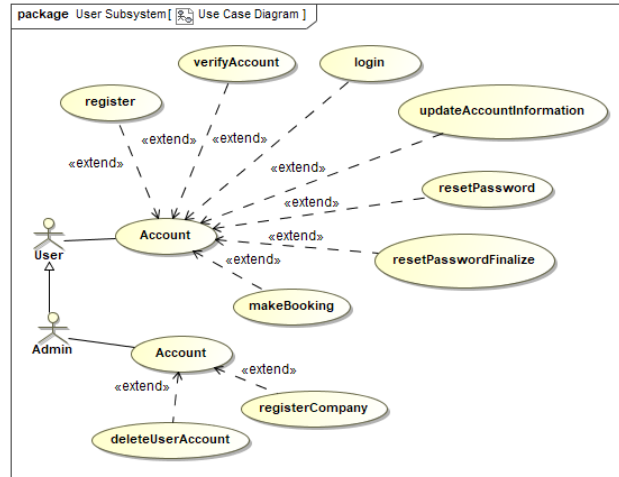 package User Subsystem[ Use Case Diagram ]
verifyAccount
login
register
updateAccountInformation
«extend»
«extend»
«extend»
«extend»
resetPassword
«extend»
Account
User
«extend»
resetPasswordFinalize
«extend»
makeBooking
Admin
Account
«extend»
«extend»
registerCompany
deleteUserAccount